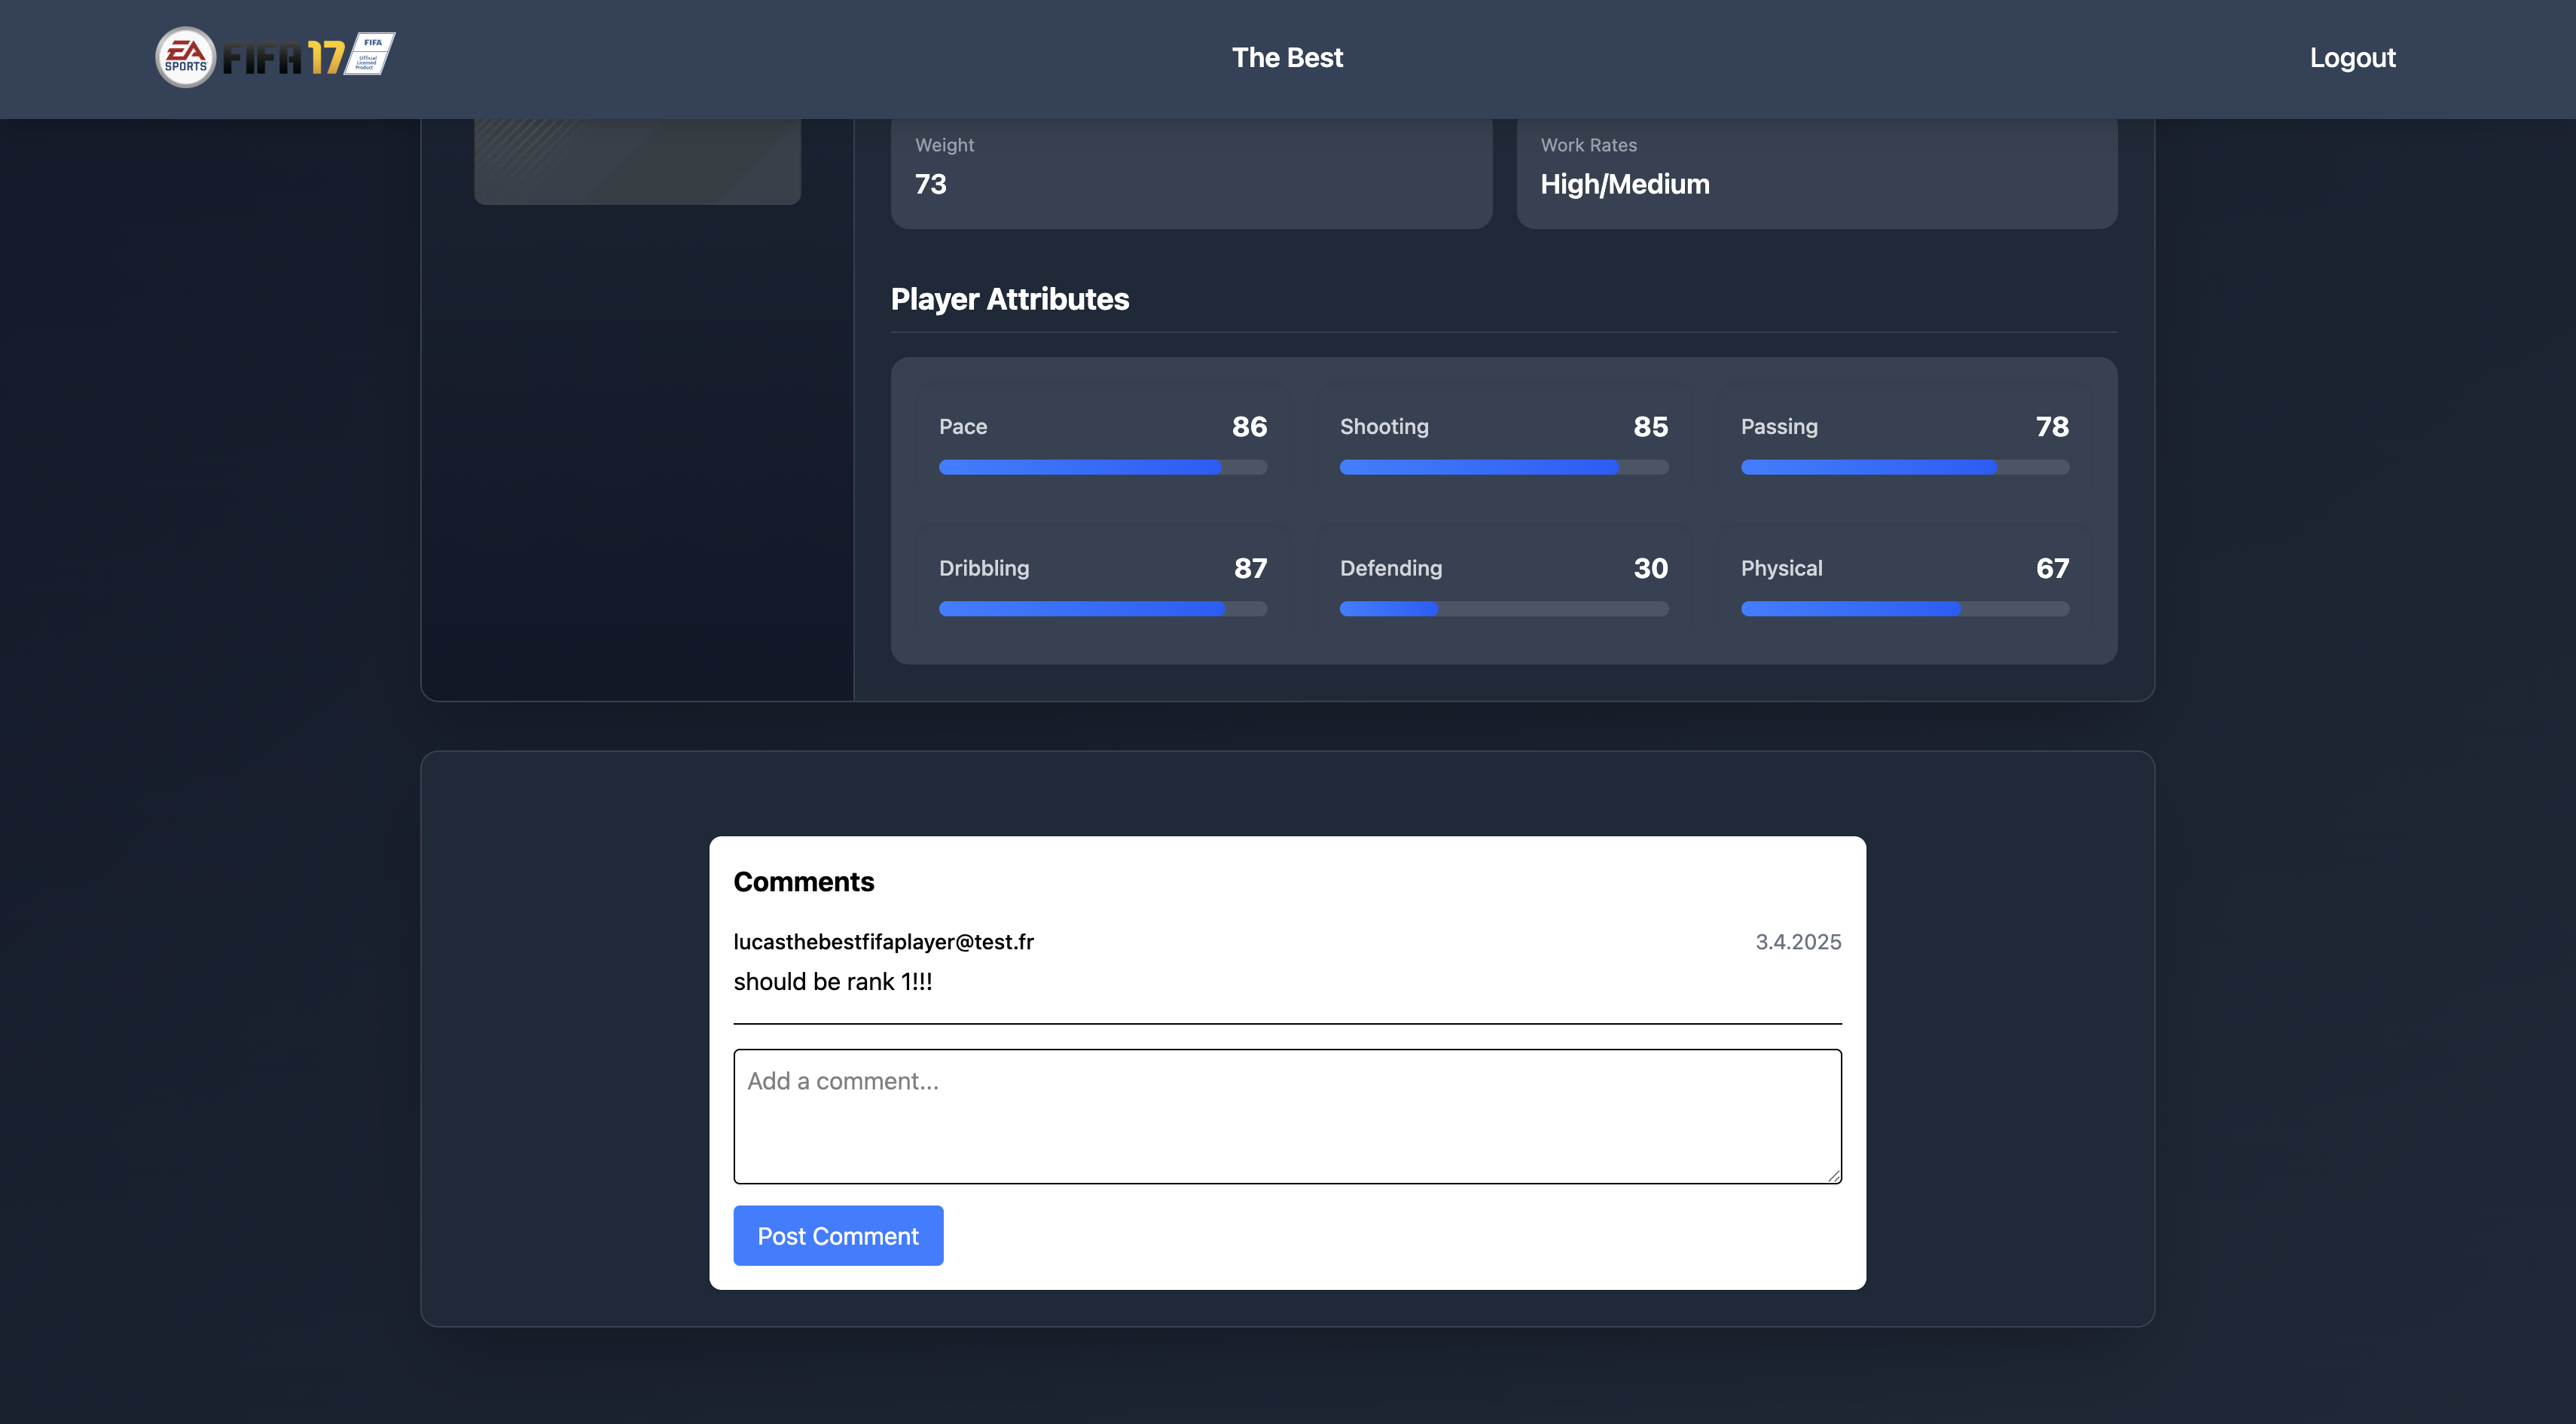 EA
SPORTS
FIFA 17
FIFA
Official
Licensed
Product
The Best
Logout
Weight
73
Work Rates
High/Medium
Player Attributes
Pace 86
Shooting 85
Passing 78
Dribbling 87
Defending 30
Physical 67
Comments
lucasthebestfifaplayer@test.fr 3.4.2025
should be rank 1!!!
Add a comment...
Post Comment